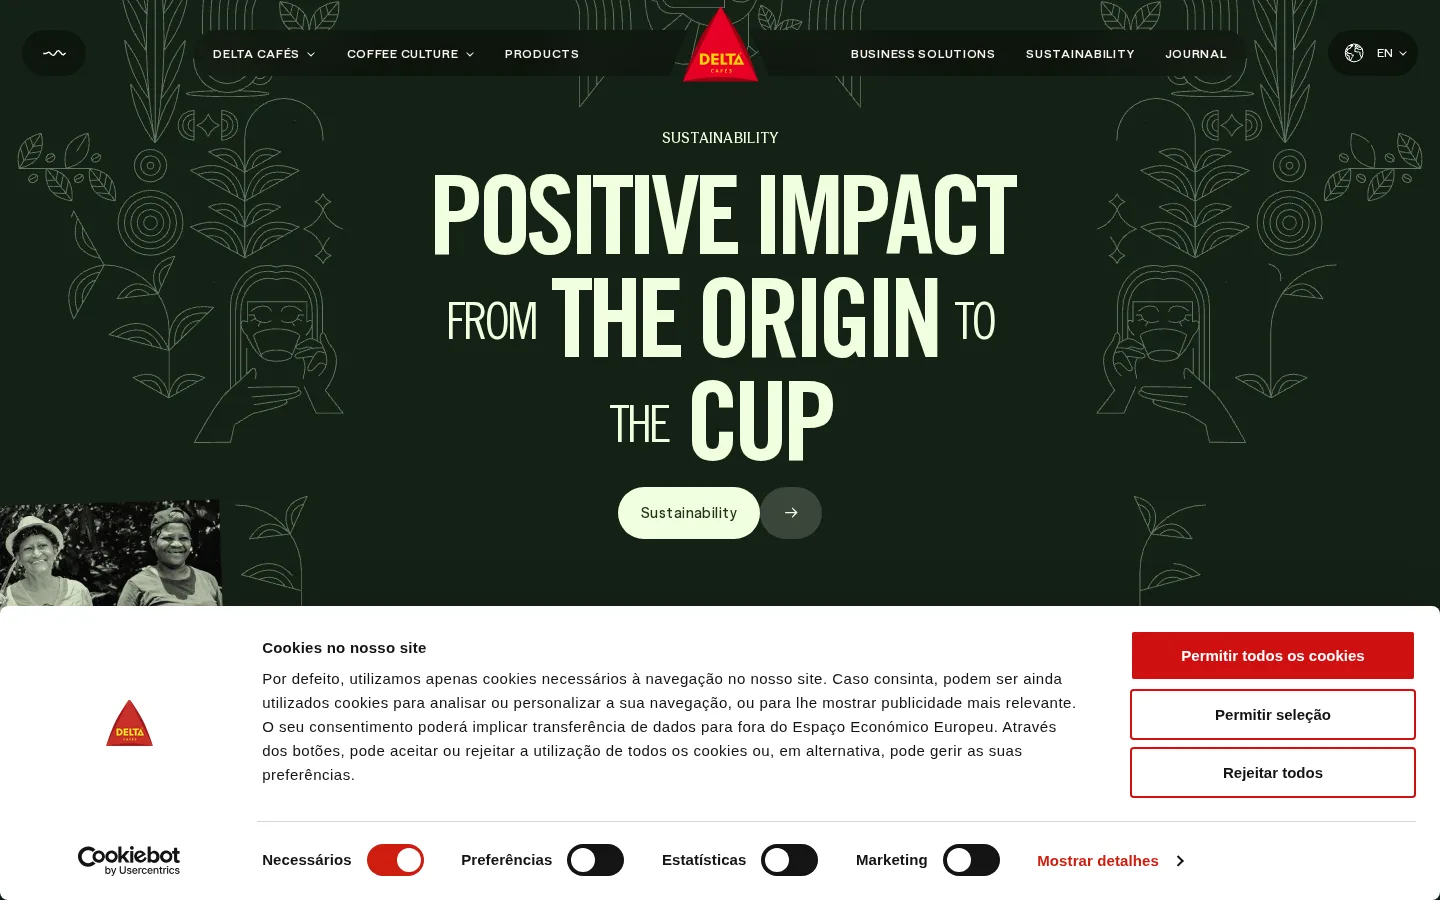 DELTA CAFÉS
COFFEE CULTURE
PRODUCTS
DELTA
CAFÉS
BUSINESS SOLUTIONS
SUSTAINABILITY
JOURNAL
EN
SUSTAINABILITY
POSITIVE IMPACT
FROM THE ORIGIN TO
THE CUP
Sustainability
Cookies no nosso site
Por defeito, utilizamos apenas cookies necessários à navegação no nosso site. Caso consinta, podem ser ainda
utilizados cookies para analisar ou personalizar a sua navegação, ou para lhe mostrar publicidade mais relevante.
O seu consentimento poderá implicar transferência de dados para fora do Espaço Económico Europeu. Através
dos botões, pode aceitar ou rejeitar a utilização de todos os cookies ou, em alternativa, pode gerir as suas
preferências.
Permitir todos os cookies
Permitir seleção
Rejeitar todos
DELTA
CAFÉS
Cookiebot
by Usercentrics
Necessários
Preferências
Estatísticas
Marketing
Mostrar detalhes